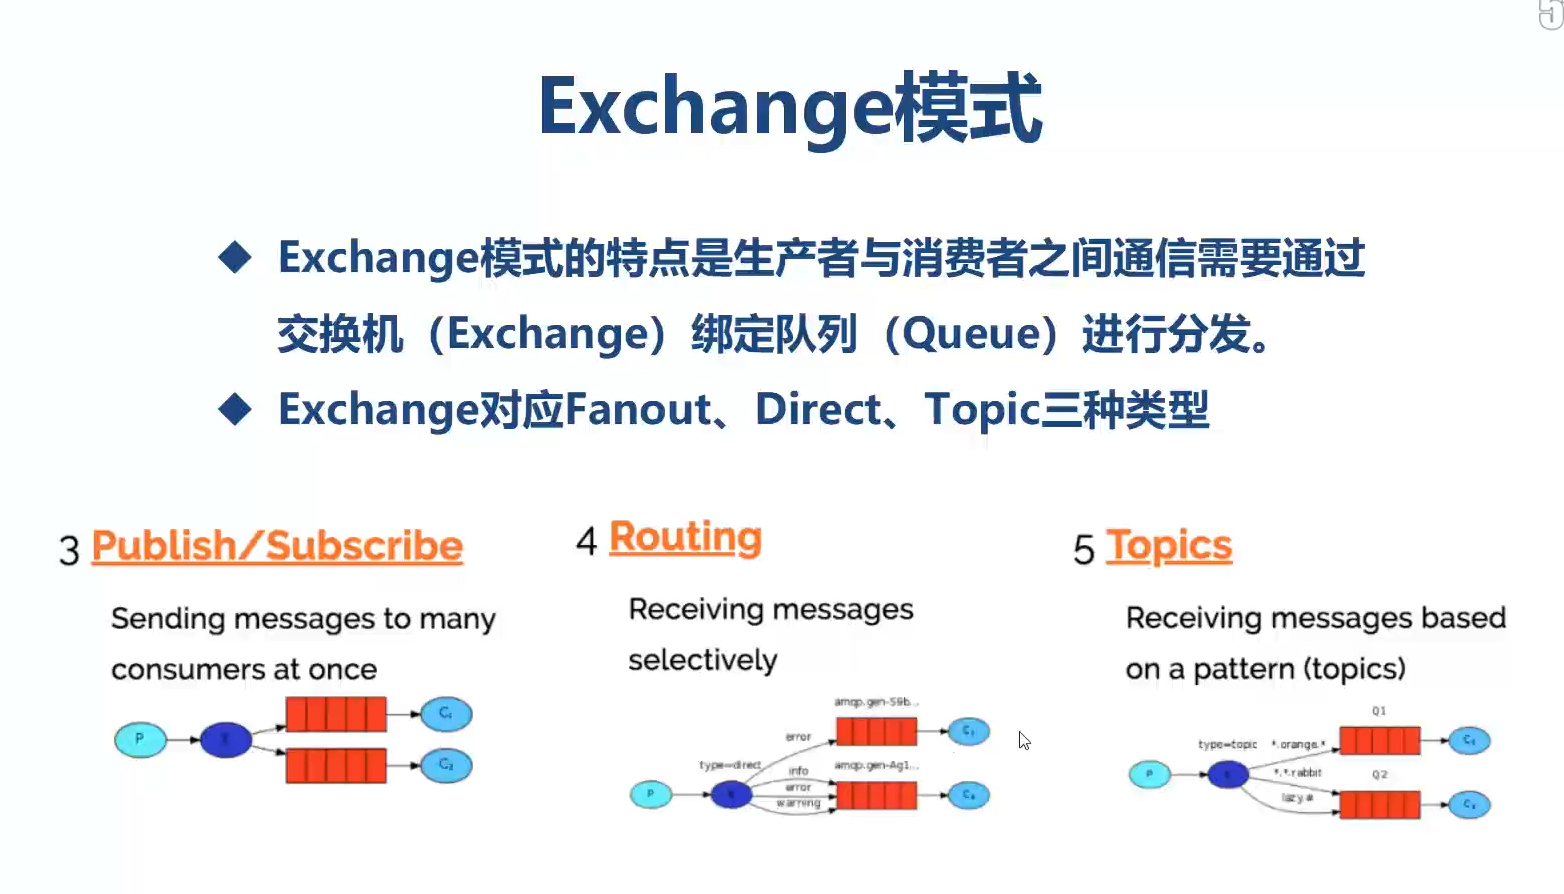 5
Exchange模式
Exchange模式的特点是生产者与消费者之间通信需要通过
交换机（Exchange）绑定队列（Queue）进行分发。
Exchange对应Fanout、Direct、Topic三种类型
3 Publish/Subscribe
Sending messages to many
consumers at once
P
X
C₁
C₂
4 Routing
Receiving messages
selectively
amqp.gen-S9b...
error
C₁
type=direct
info
amqp.gen-Ag1...
P
X
error
C₂
warning
5 Topics
Receiving messages based
on a pattern (topics)
Q1
type=topic
*.orange.*
C₁
P
X
*.*.rabbit
Q2
lazy.#
C₂